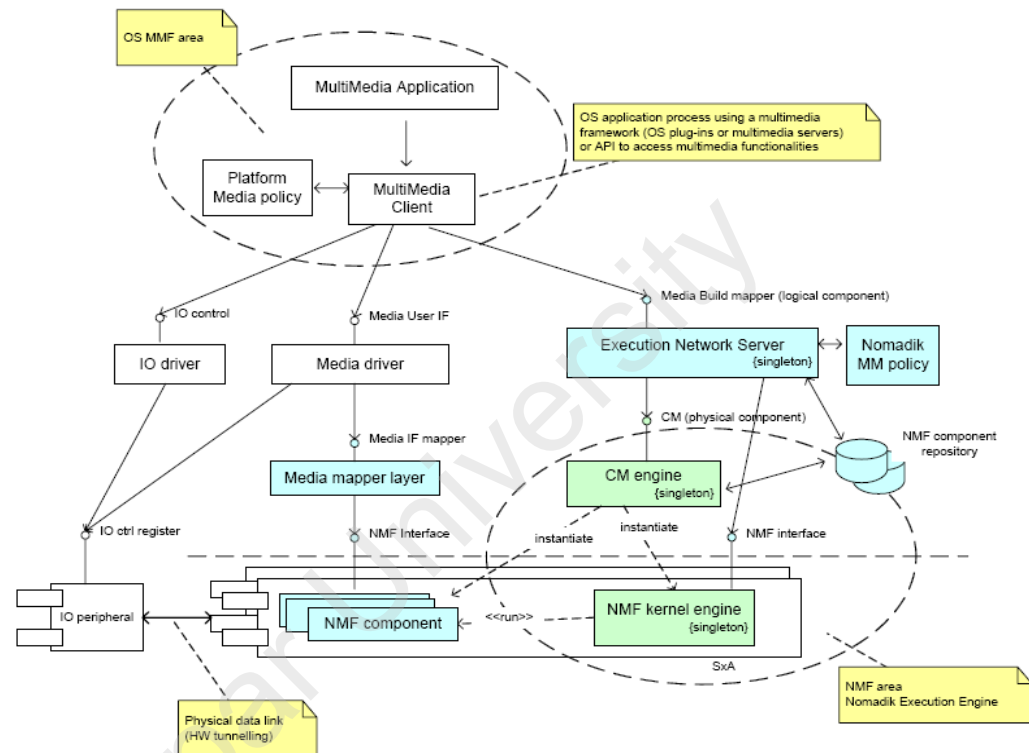 OS MMF area
MultiMedia Application
OS application process using a multimedia
framework (OS plug-ins or multimedia servers)
or API to access multimedia functionalities
Platform
Media policy
MultiMedia
Client
IO control
Media User IF
Media Build mapper (logical component)
IO driver
Media driver
Execution Network Server
{singleton}
Nomadik
MM policy
CM (physical component)
Media IF mapper
NMF component
repository
Media mapper layer
CM engine
{singleton}
IO ctrl register
NMF Interface
instantiate
instantiate
NMF interface
IO peripheral
NMF component
<<run>>
NMF kernel engine
{singleton}
SxA
Physical data link
(HW tunnelling)
NMF area
Nomadik Execution Engine
University